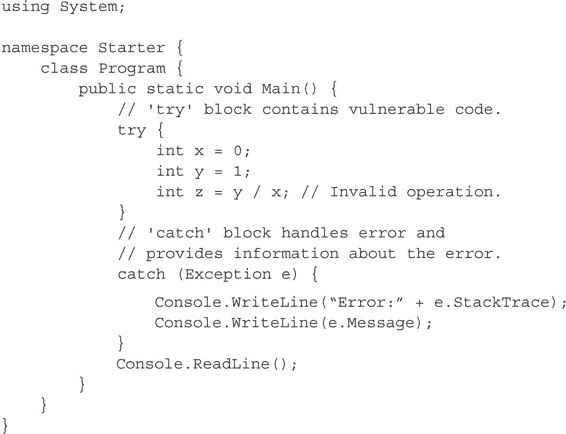 using System;
namespace Starter {
class Program {
public static void Main() {
// 'try' block contains vulnerable code.
try {
int x = 0;
int y = 1;
int z = y / x; // Invalid operation.
}
// 'catch' block handles error and
// provides information about the error.
catch (Exception e) {
Console.WriteLine(“Error:” + e.StackTrace);
Console.WriteLine(e.Message);
}
Console.ReadLine();
}
}
}